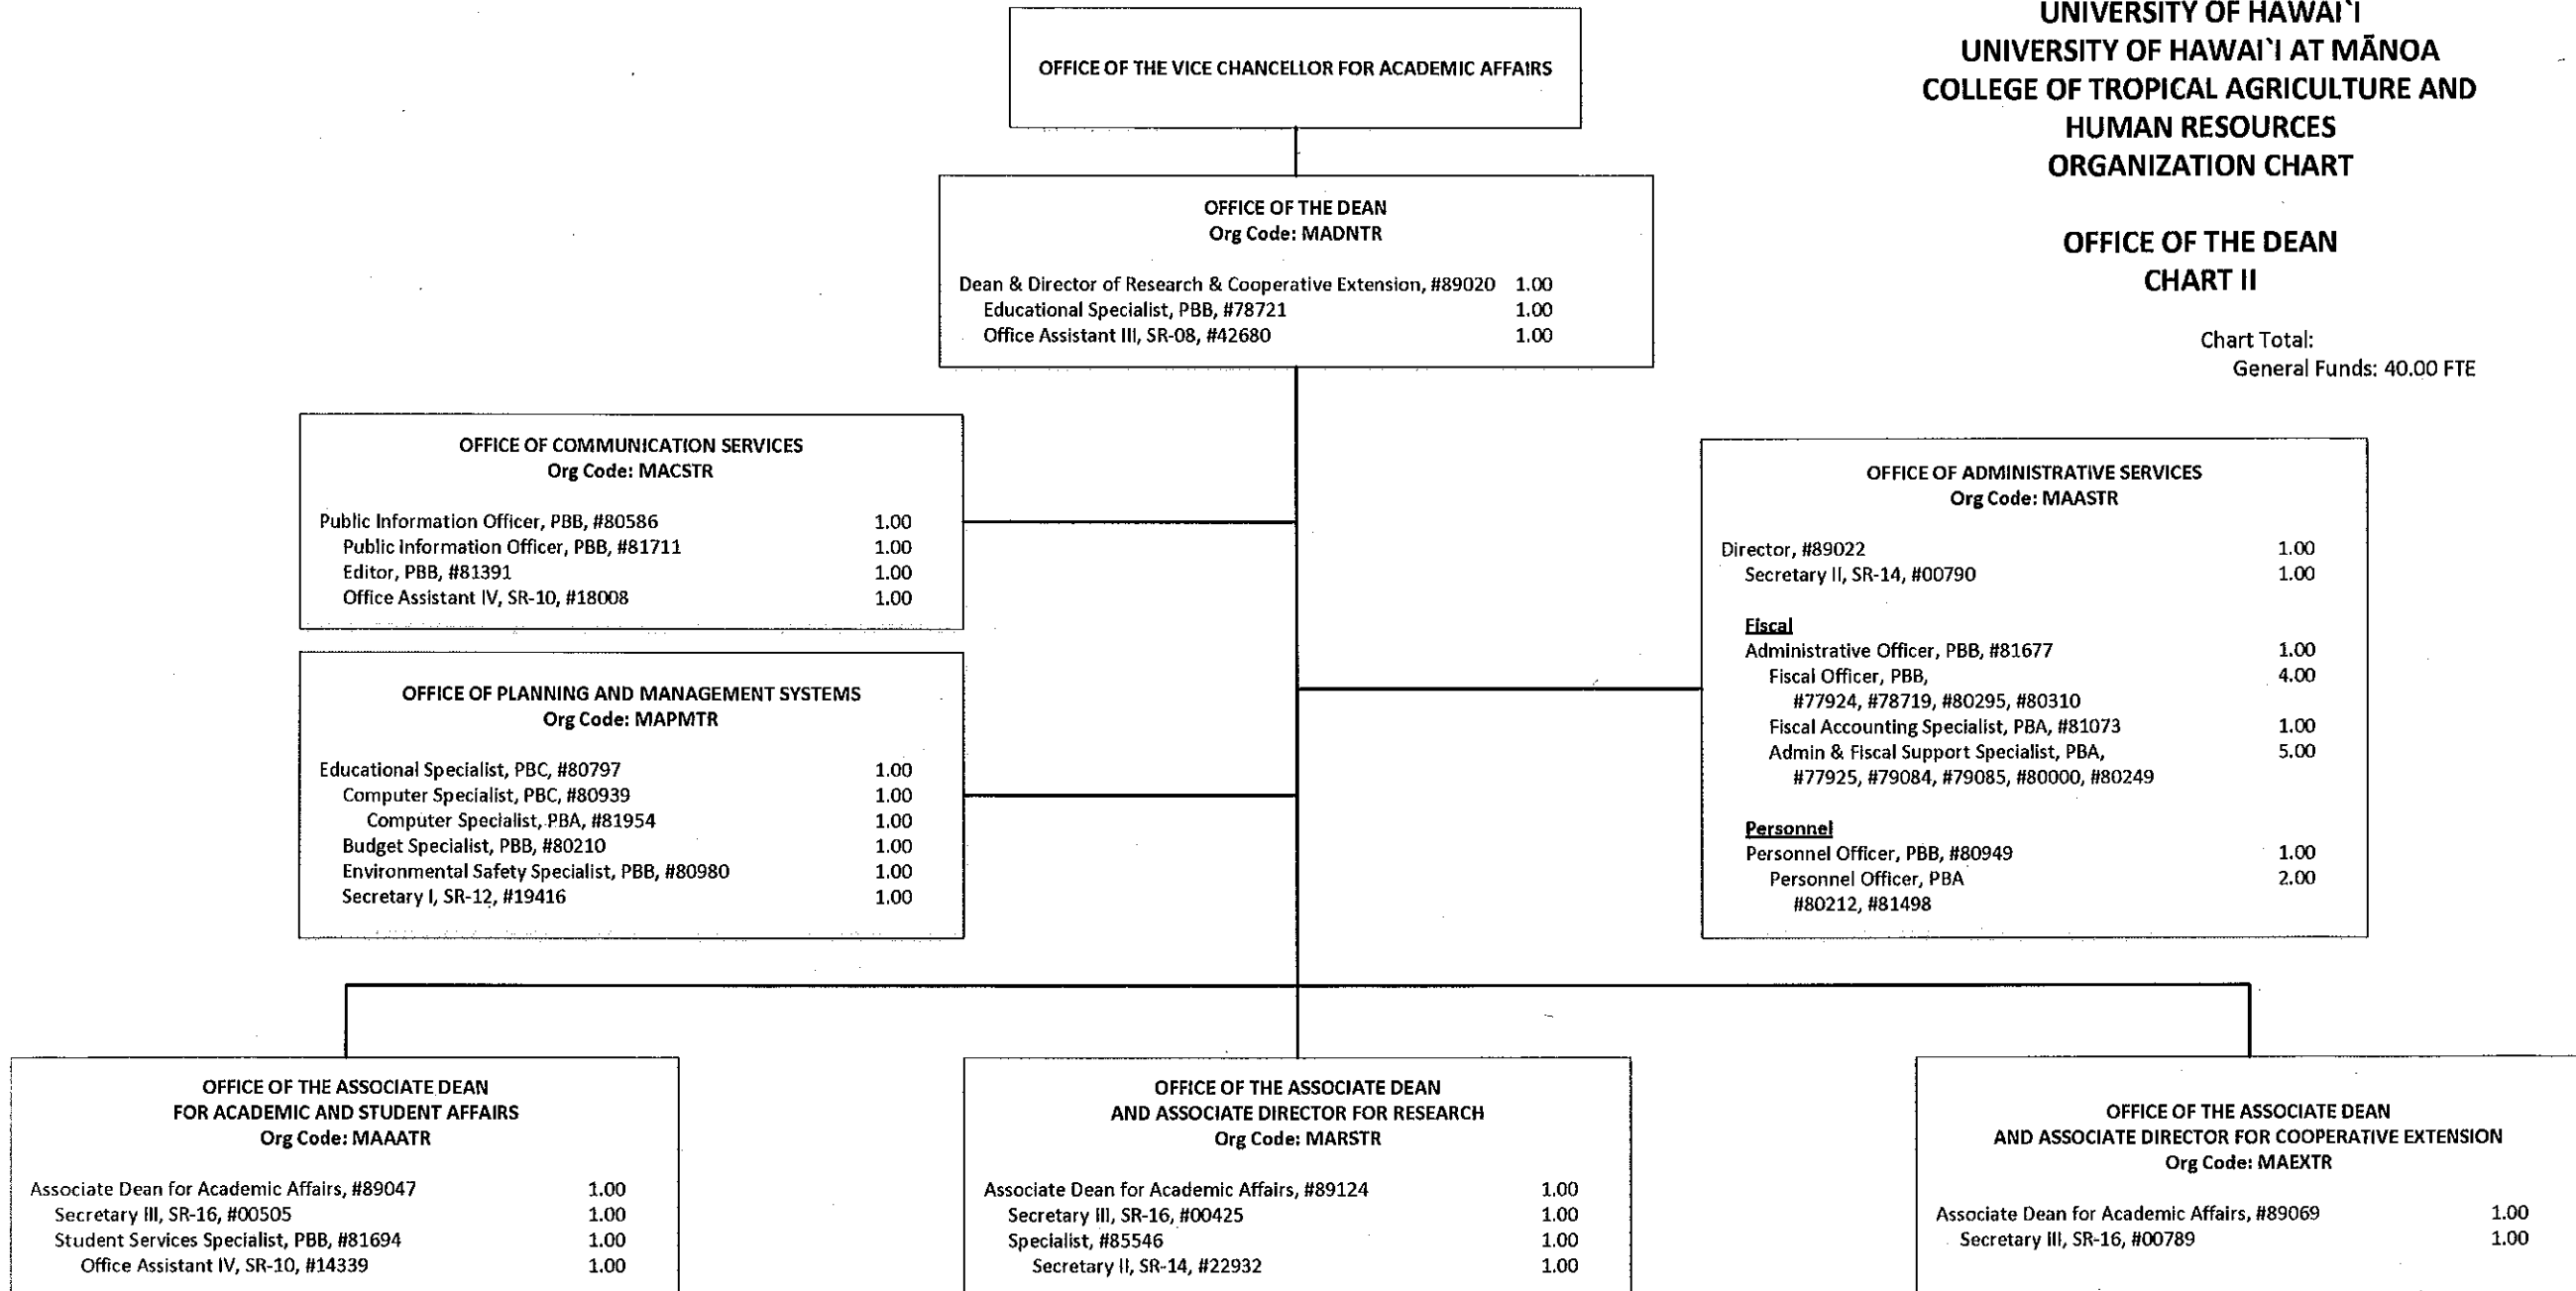 UNIVERSITY OF HAWAI`I
UNIVERSITY OF HAWAI`I AT MĀNOA
COLLEGE OF TROPICAL AGRICULTURE AND
HUMAN RESOURCES
ORGANIZATION CHART
OFFICE OF THE DEAN
CHART II
Chart Total:
General Funds: 40.00 FTE
OFFICE OF THE VICE CHANCELLOR FOR ACADEMIC AFFAIRS
OFFICE OF THE DEAN
Org Code: MADNTR
Dean & Director of Research & Cooperative Extension, #89020 1.00
Educational Specialist, PBB, #78721 1.00
Office Assistant III, SR-08, #42680 1.00
OFFICE OF COMMUNICATION SERVICES
Org Code: MACSTR
Public Information Officer, PBB, #80586 1.00
Public Information Officer, PBB, #81711 1.00
Editor, PBB, #81391 1.00
Office Assistant IV, SR-10, #18008 1.00
OFFICE OF PLANNING AND MANAGEMENT SYSTEMS
Org Code: MAPMTR
Educational Specialist, PBC, #80797 1.00
Computer Specialist, PBC, #80939 1.00
Computer Specialist, PBA, #81954 1.00
Budget Specialist, PBB, #80210 1.00
Environmental Safety Specialist, PBB, #80980 1.00
Secretary I, SR-12, #19416 1.00
OFFICE OF ADMINISTRATIVE SERVICES
Org Code: MAASTR
Director, #89022 1.00
Secretary II, SR-14, #00790 1.00
Fiscal
Administrative Officer, PBB, #81677 1.00
Fiscal Officer, PBB, 4.00
#77924, #78719, #80295, #80310
Fiscal Accounting Specialist, PBA, #81073 1.00
Admin & Fiscal Support Specialist, PBA, 5.00
#77925, #79084, #79085, #80000, #80249
Personnel
Personnel Officer, PBB, #80949 1.00
Personnel Officer, PBA 2.00
#80212, #81498
OFFICE OF THE ASSOCIATE DEAN
FOR ACADEMIC AND STUDENT AFFAIRS
Org Code: MAAATR
Associate Dean for Academic Affairs, #89047 1.00
Secretary III, SR-16, #00505 1.00
Student Services Specialist, PBB, #81694 1.00
Office Assistant IV, SR-10, #14339 1.00
OFFICE OF THE ASSOCIATE DEAN
AND ASSOCIATE DIRECTOR FOR RESEARCH
Org Code: MARSTR
Associate Dean for Academic Affairs, #89124 1.00
Secretary III, SR-16, #00425 1.00
Specialist, #85546 1.00
Secretary II, SR-14, #22932 1.00
OFFICE OF THE ASSOCIATE DEAN
AND ASSOCIATE DIRECTOR FOR COOPERATIVE EXTENSION
Org Code: MAEXTR
Associate Dean for Academic Affairs, #89069 1.00
Secretary III, SR-16, #00789 1.00